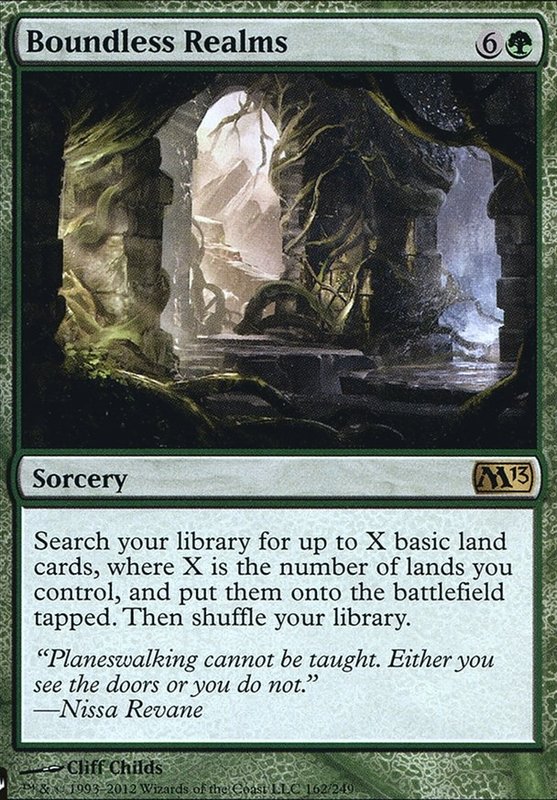 Boundless Realms 6
Sorcery M13
Search your library for up to X basic land
cards, where X is the number of lands you
control, and put them onto the battlefield
tapped. Then shuffle your library.
“Planeswalking cannot be taught. Either you
see the doors or you do not.”
—Nissa Revane
Cliff Childs
™ & © 1993–2012 Wizards of the Coast LLC 162/249